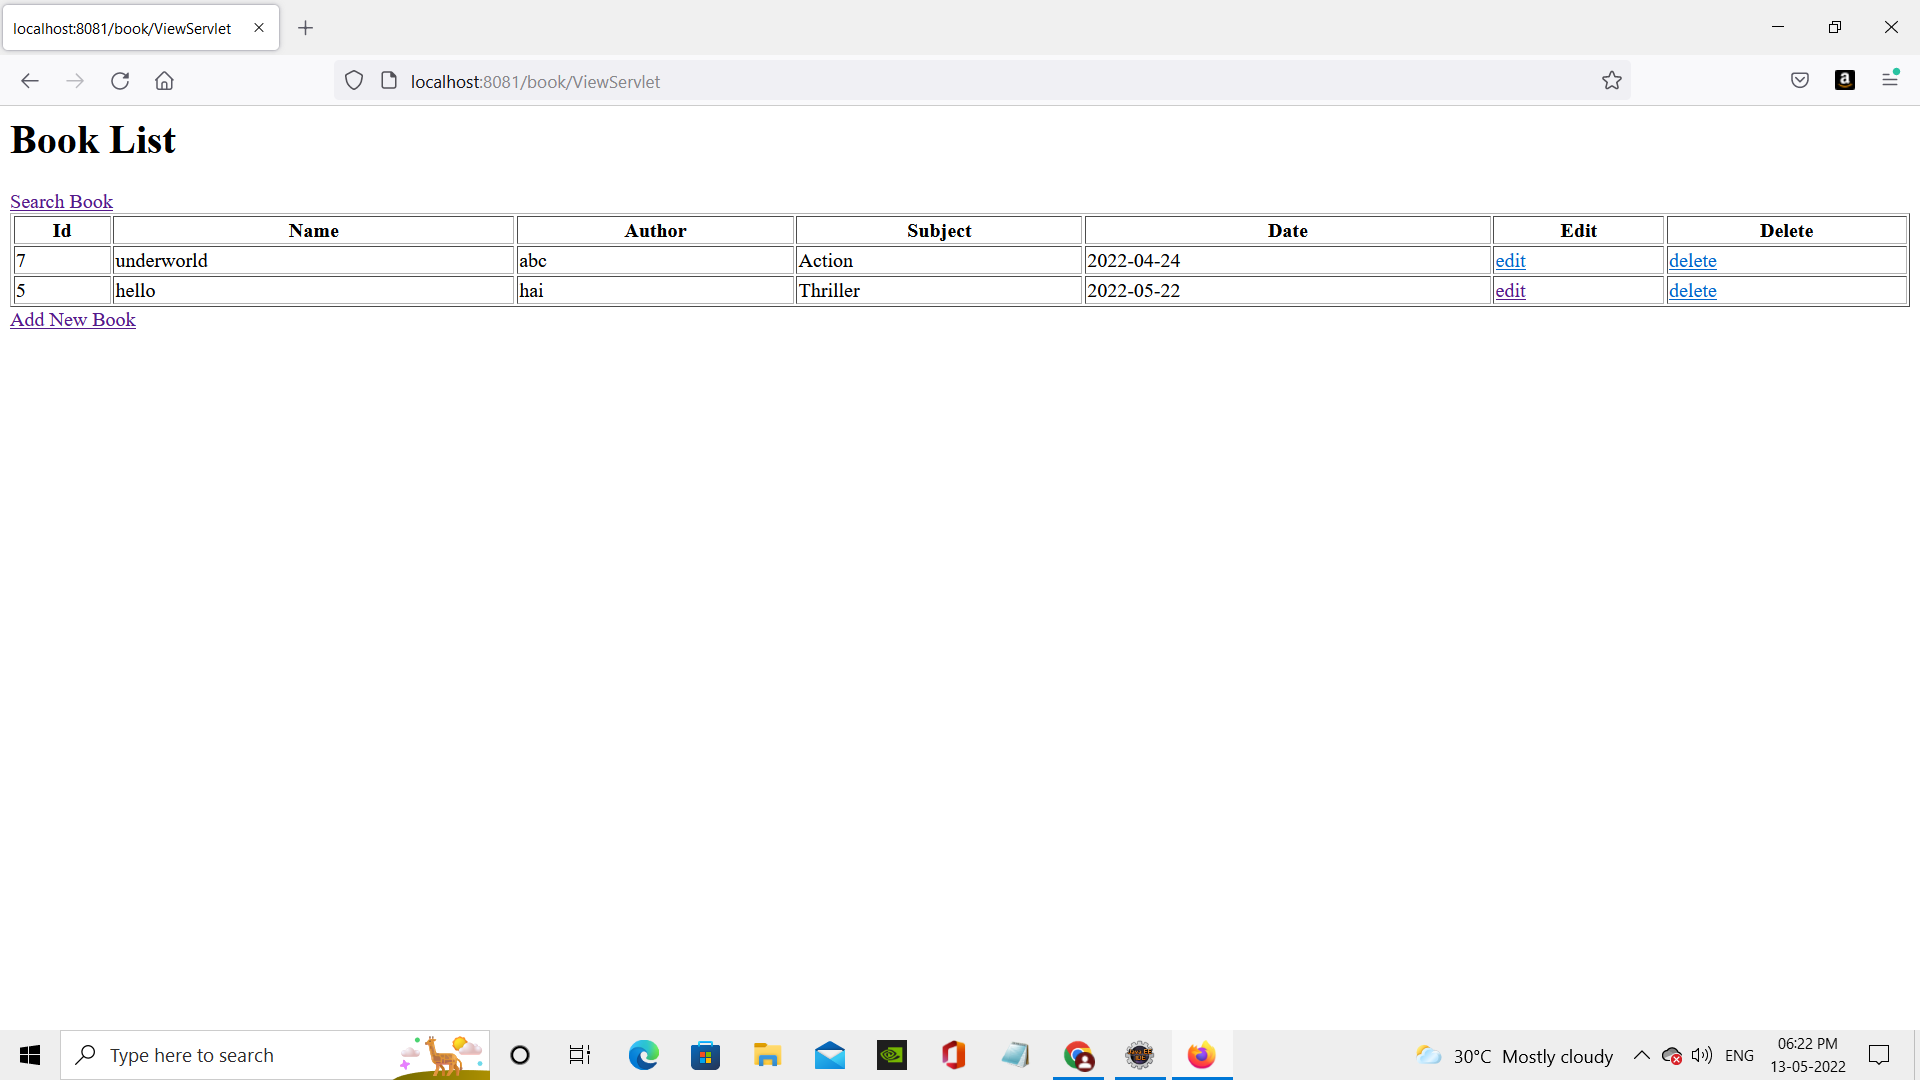 localhost:8081/book/ViewServlet
localhost:8081/book/ViewServlet
Book List
Search Book
Id Name Author Subject Date Edit Delete
7 underworld abc Action 2022-04-24 edit delete
5 hello hai Thriller 2022-05-22 edit delete
Add New Book
Type here to search
30°C Mostly cloudy
ENG
06:22 PM
13-05-2022